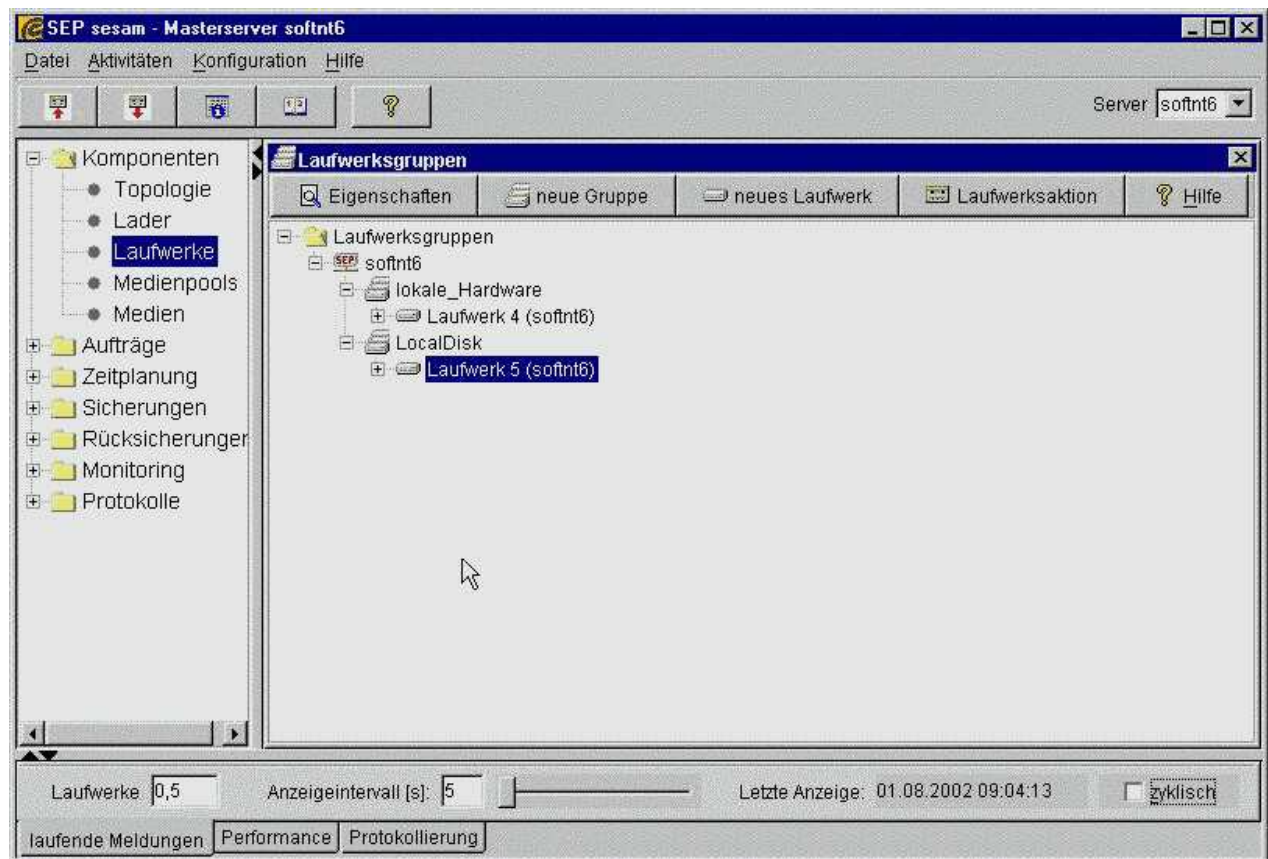 SEP sesam - Masterserver softnt6
Datei Aktivitäten Konfiguration Hilfe
Server softnt6
Komponenten
Topologie
Lader
Laufwerke
Medienpools
Medien
Aufträge
Zeitplanung
Sicherungen
Rücksicherunger
Monitoring
Protokolle
Laufwerksgruppen
Eigenschaften neue Gruppe neues Laufwerk Laufwerksaktion Hilfe
Laufwerksgruppen
SEP softnt6
lokale_Hardware
Laufwerk 4 (softnt6)
LocalDisk
Laufwerk 5 (softnt6)
Laufwerke 0,5 Anzeigeintervall [s]: 5 Letzte Anzeige: 01.08.2002 09:04:13 zyklisch
laufende Meldungen Performance Protokollierung